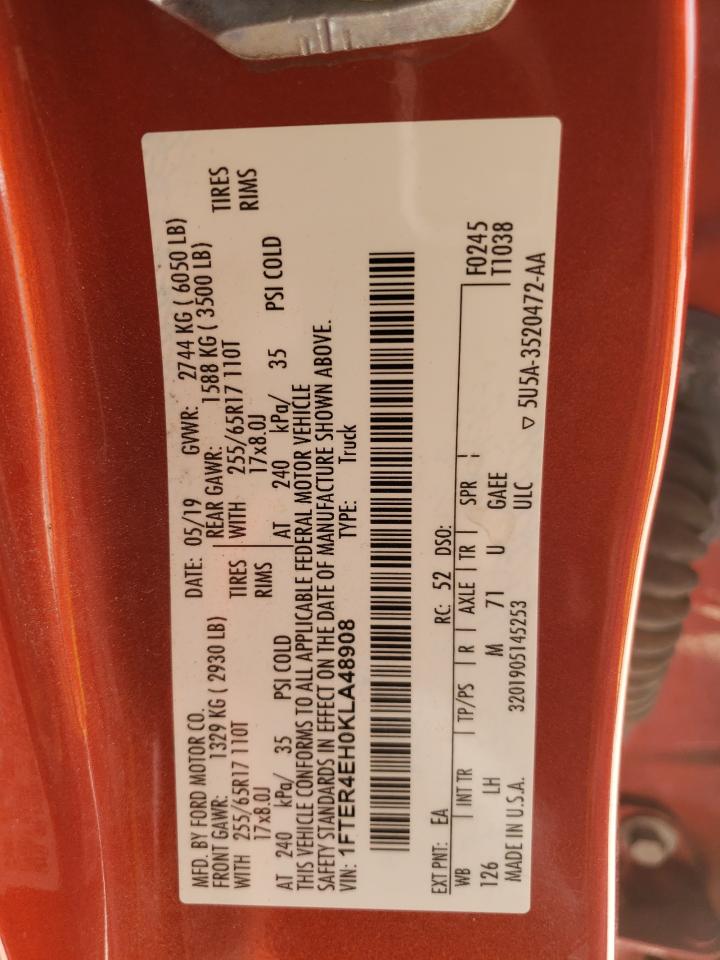 MFD. BY FORD MOTOR CO.
DATE: 05/19 GVWR: 2744 KG ( 6050 LB)
FRONT GAWR: 1329 KG ( 2930 LB) REAR GAWR: 1588 KG ( 3500 LB)
WITH 255/65R17 110T TIRES WITH 255/65R17 110T TIRES
17x8.0J RIMS 17x8.0J RIMS
AT 240 kPa/ 35 PSI COLD AT 240 kPa/ 35 PSI COLD
THIS VEHICLE CONFORMS TO ALL APPLICABLE FEDERAL MOTOR VEHICLE
SAFETY STANDARDS IN EFFECT ON THE DATE OF MANUFACTURE SHOWN ABOVE.
VIN: 1FTER4EH0KLA48908 TYPE: Truck
EXT PNT: EA RC: 52 DSO: F0245
WB INT TR TP/PS R AXLE TR SPR T1038
126 LH M 71 U GAEE
MADE IN U.S.A. 3201905145253 ULC ▽ 5U5A-3520472-AA